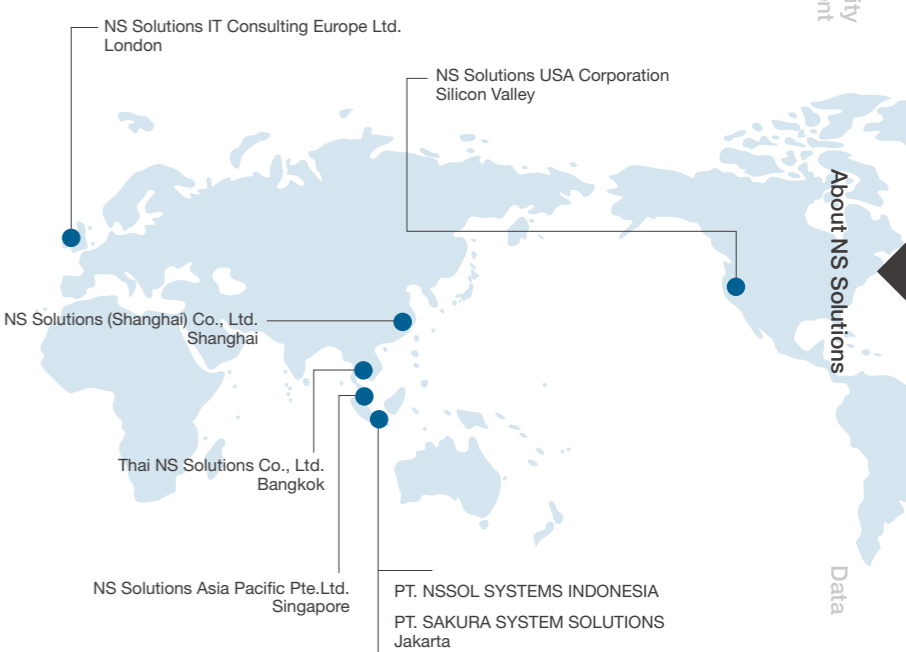 NS Solutions IT Consulting Europe Ltd.
London
NS Solutions USA Corporation
Silicon Valley
NS Solutions (Shanghai) Co., Ltd.
Shanghai
Thai NS Solutions Co., Ltd.
Bangkok
NS Solutions Asia Pacific Pte.Ltd.
Singapore
PT. NSSOL SYSTEMS INDONESIA
PT. SAKURA SYSTEM SOLUTIONS
Jakarta
About NS Solutions
Data